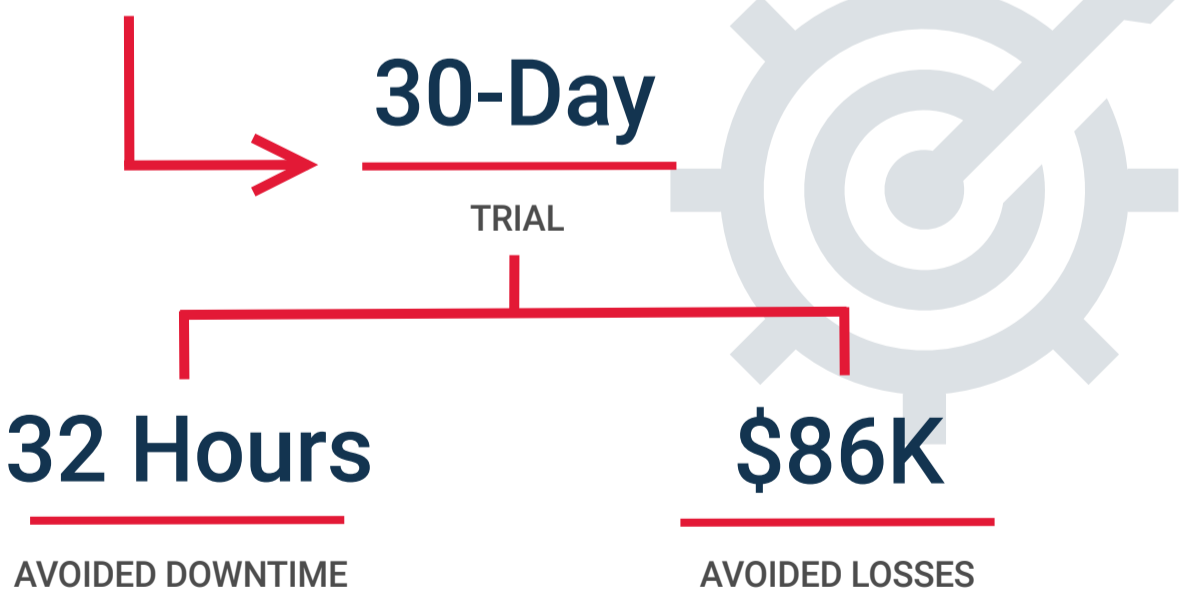 30-Day
TRIAL
32 Hours
$86K
AVOIDED DOWNTIME
AVOIDED LOSSES